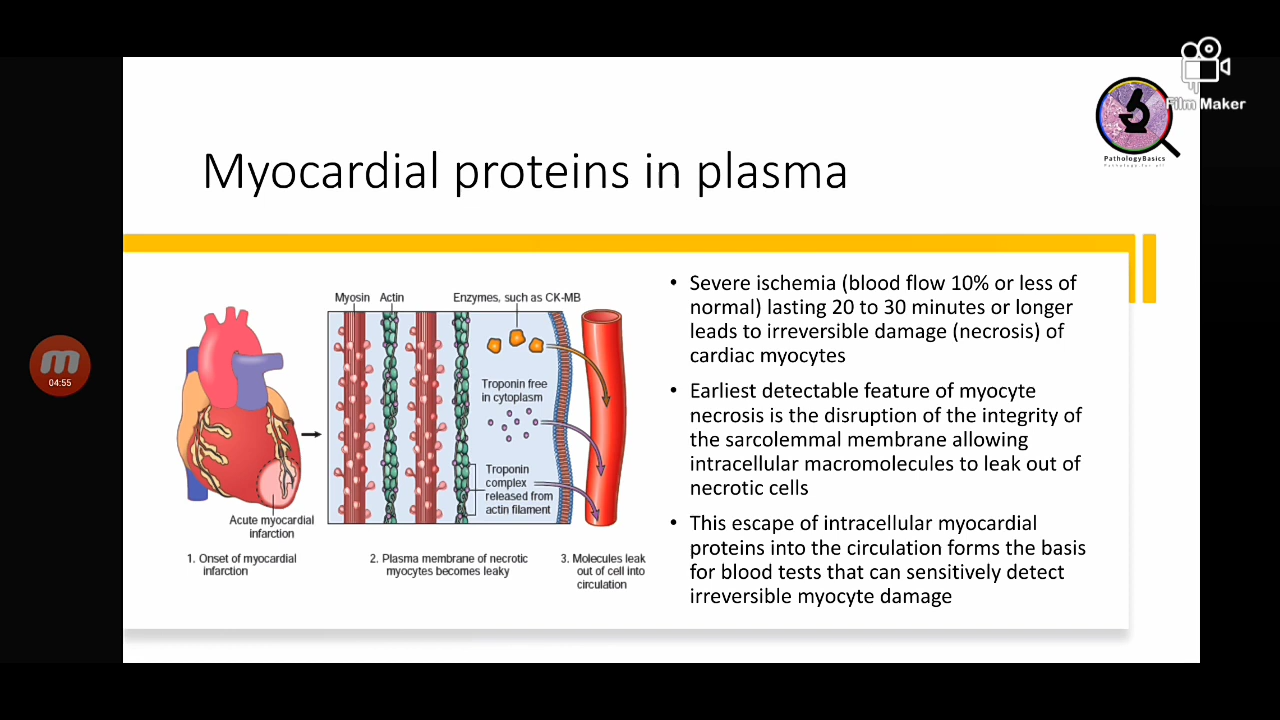 Film Maker
PathologyBasics
Pathology for all
Myocardial proteins in plasma
Myosin Actin Enzymes, such as CK-MB
Troponin free
in cytoplasm
Troponin
complex
released from
actin filament
Acute myocardial
infarction
1. Onset of myocardial
infarction
2. Plasma membrane of necrotic
myocytes becomes leaky
3. Molecules leak
out of cell into
circulation
• Severe ischemia (blood flow 10% or less of
normal) lasting 20 to 30 minutes or longer
leads to irreversible damage (necrosis) of
cardiac myocytes
• Earliest detectable feature of myocyte
necrosis is the disruption of the integrity of
the sarcolemmal membrane allowing
intracellular macromolecules to leak out of
necrotic cells
• This escape of intracellular myocardial
proteins into the circulation forms the basis
for blood tests that can sensitively detect
irreversible myocyte damage
04:55